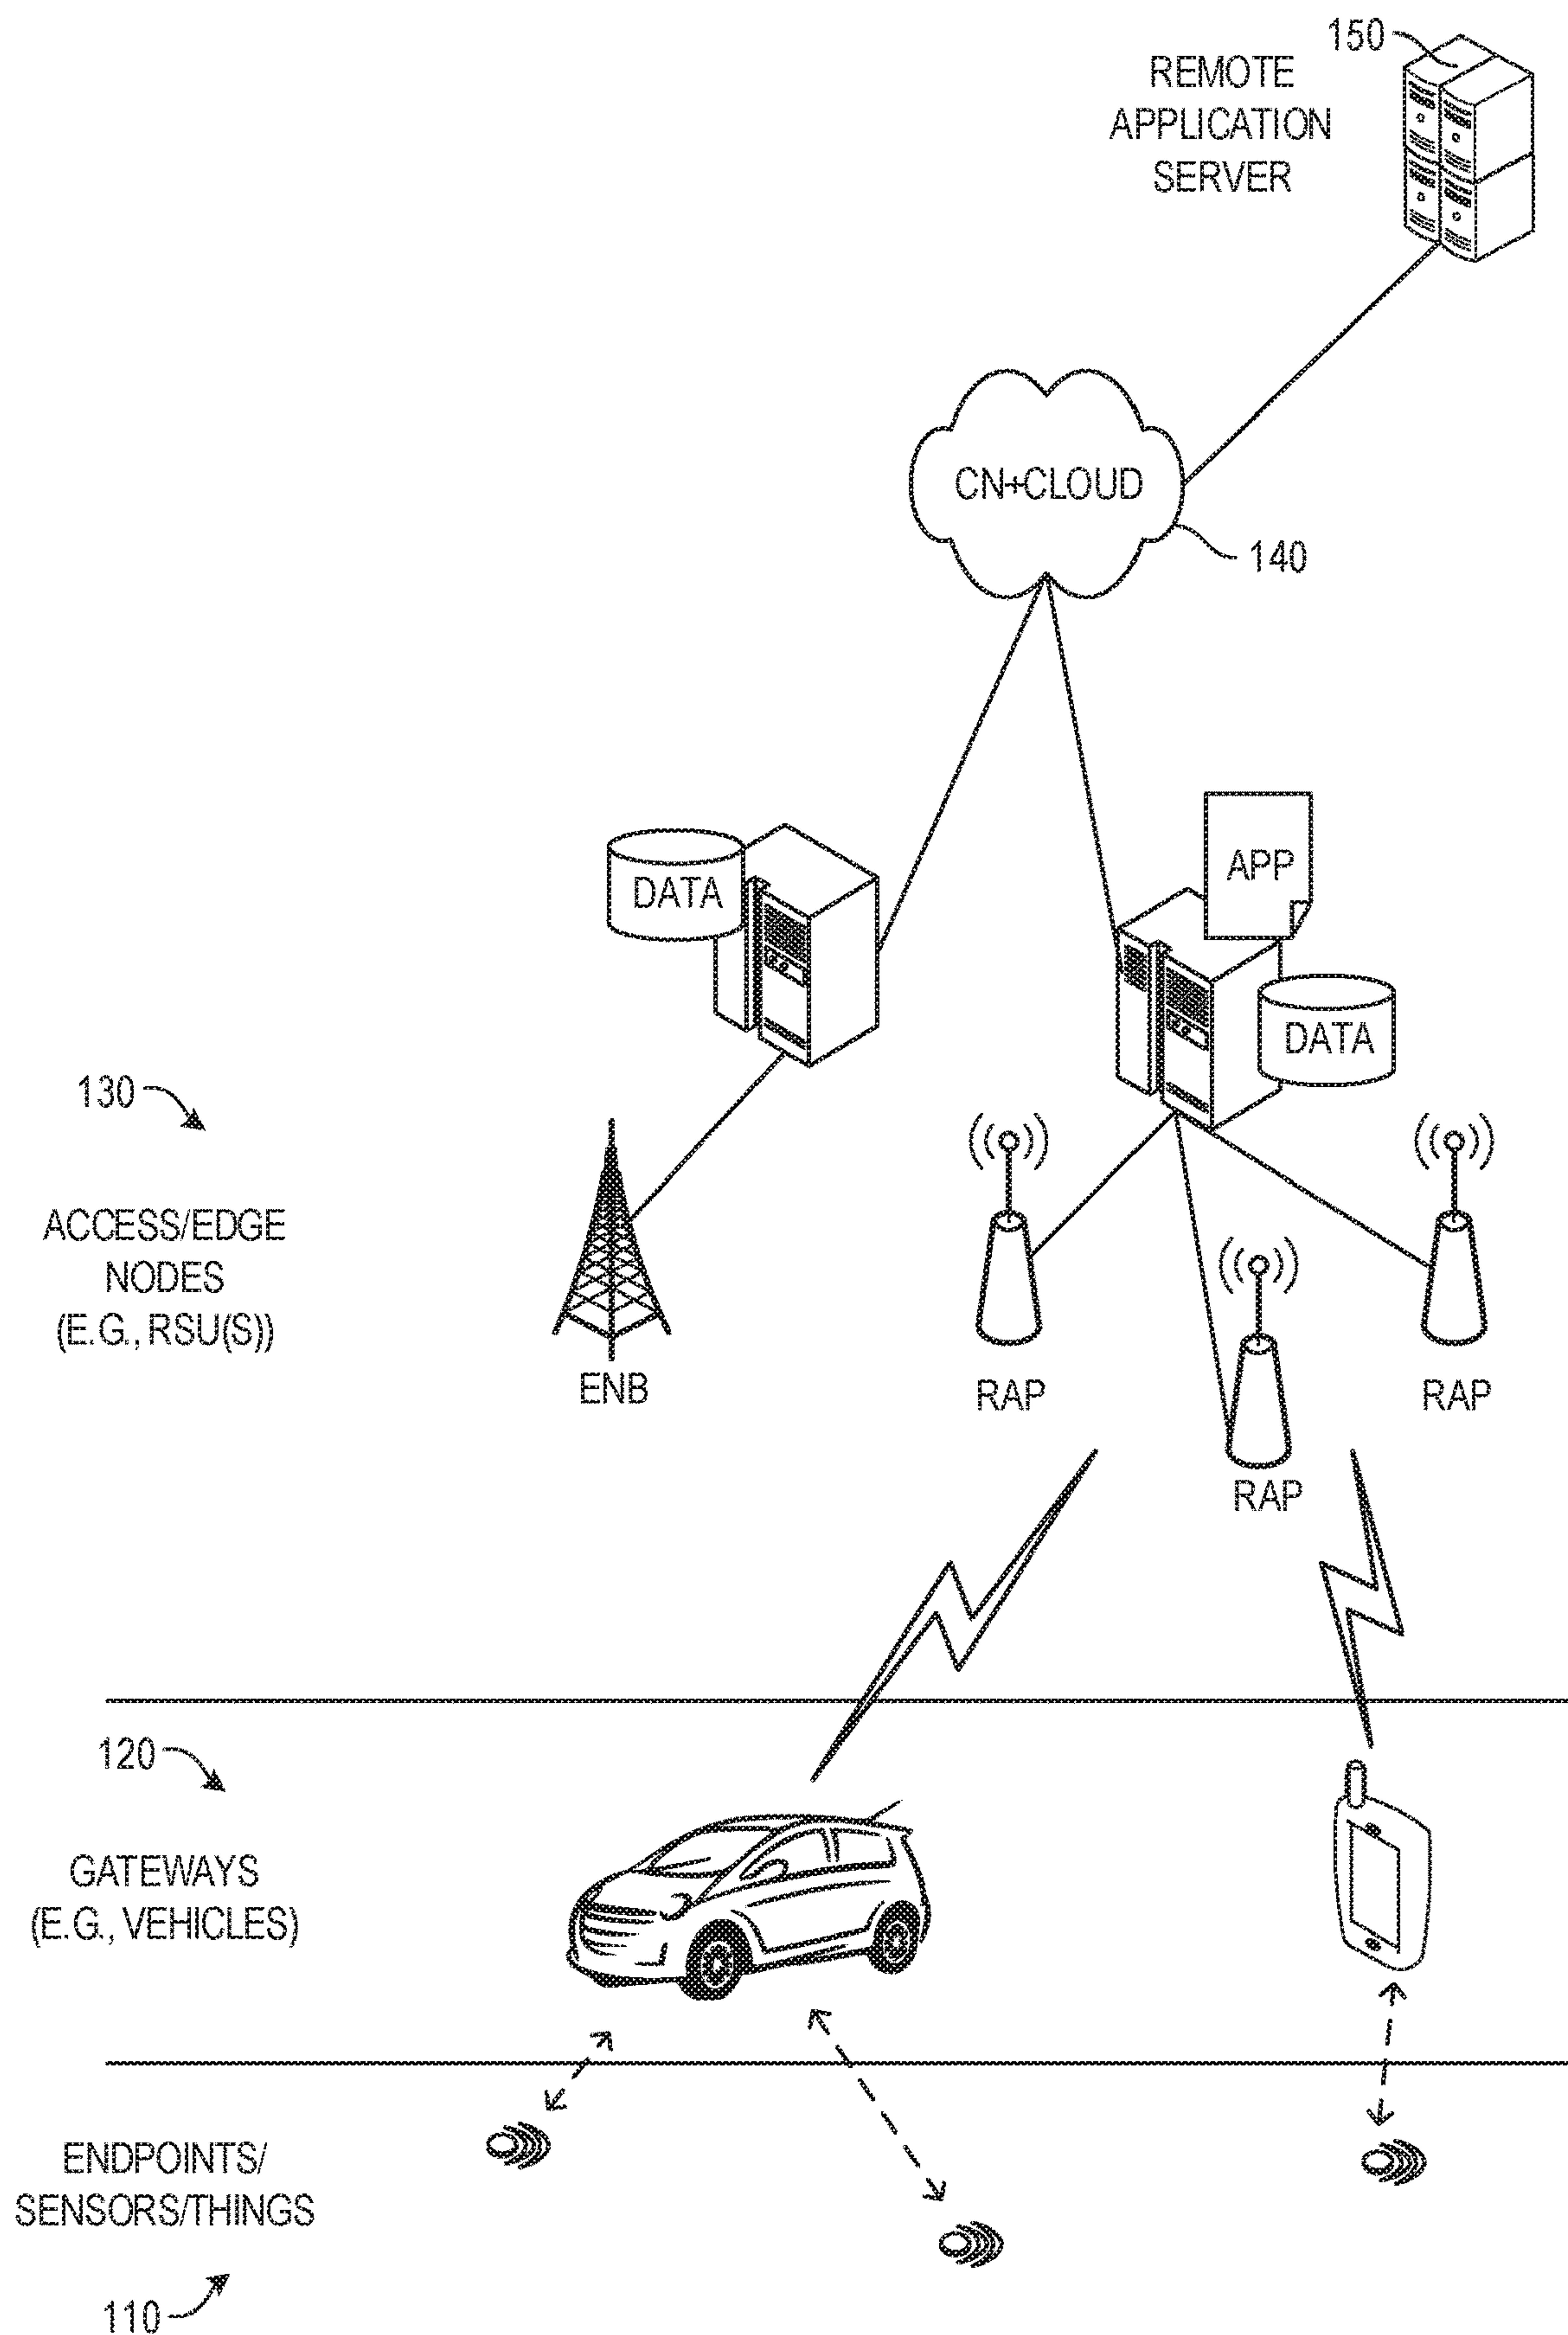 150
REMOTE
APPLICATION
SERVER
CN+CLOUD
140
APP
DATA
DATA
130
ACCESS/EDGE
NODES
(E.G., RSU(S))
ENB
RAP
RAP
RAP
120
GATEWAYS
(E.G., VEHICLES)
ENDPOINTS/
SENSORS/THINGS
110